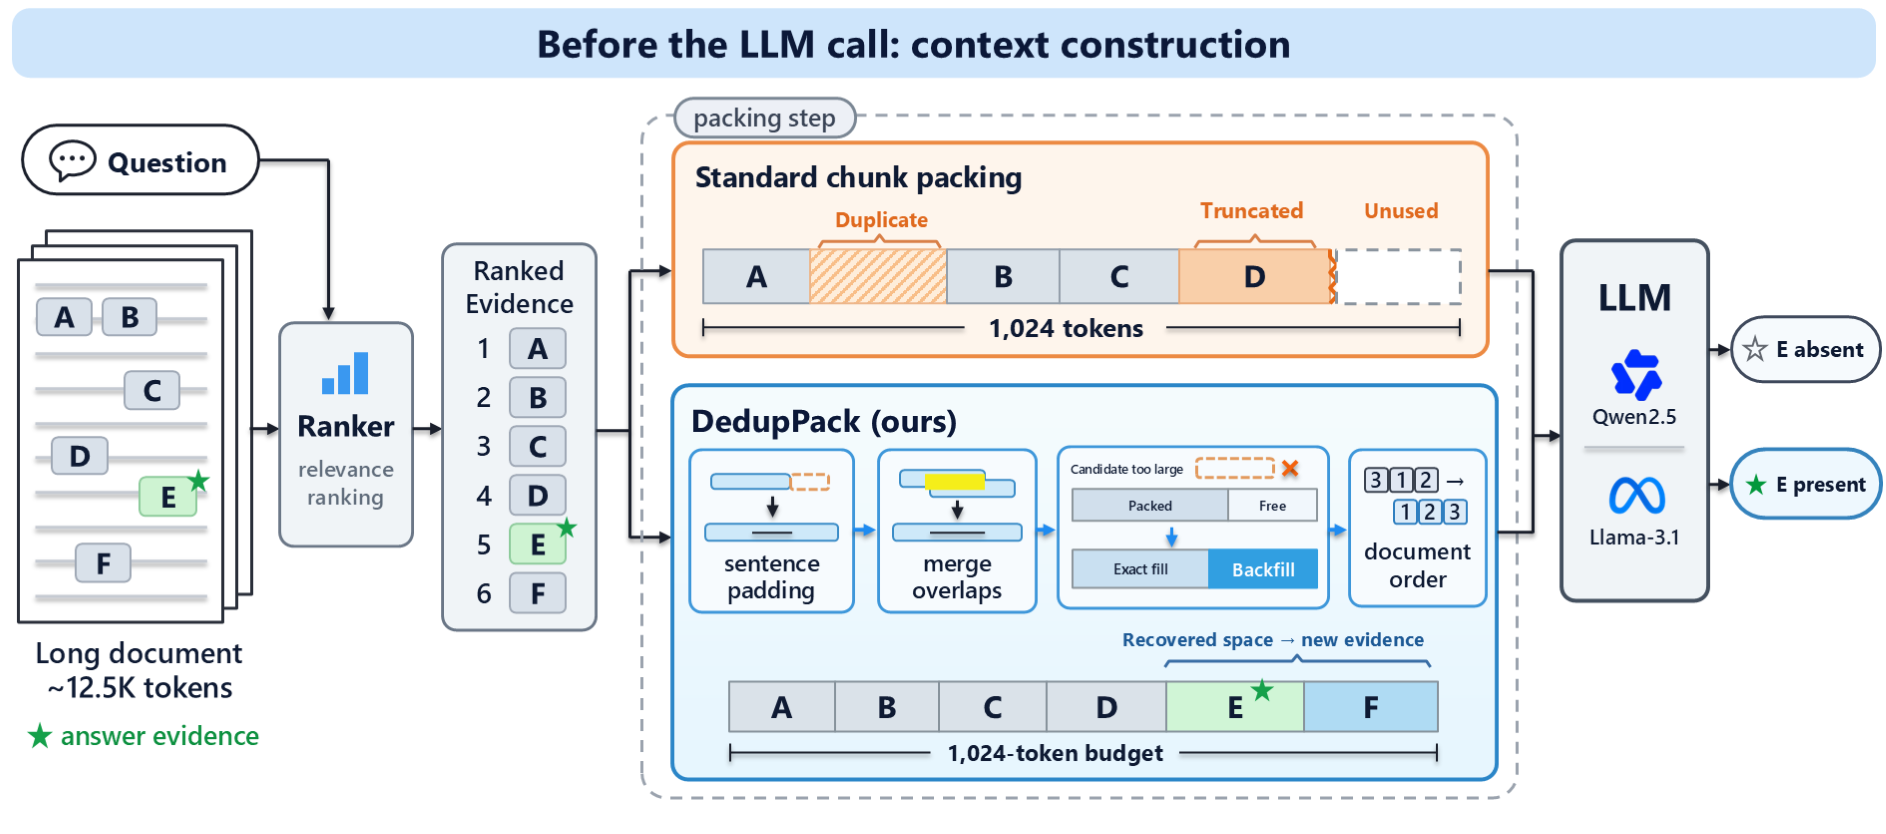 Before the LLM call: context construction
Question
A B
C
D
E
F
Long document
~12.5K tokens
★ answer evidence
Ranker
relevance
ranking
Ranked
Evidence
1 A
2 B
3 C
4 D
5 E
6 F
packing step
Standard chunk packing
Duplicate
Truncated
Unused
A B C D
1,024 tokens
DedupPack (ours)
sentence
padding
merge
overlaps
Candidate too large
Packed Free
Exact fill Backfill
3 1 2 →
1 2 3
document
order
Recovered space → new evidence
A B C D E F
1,024-token budget
LLM
Qwen2.5
Llama-3.1
E absent
E present